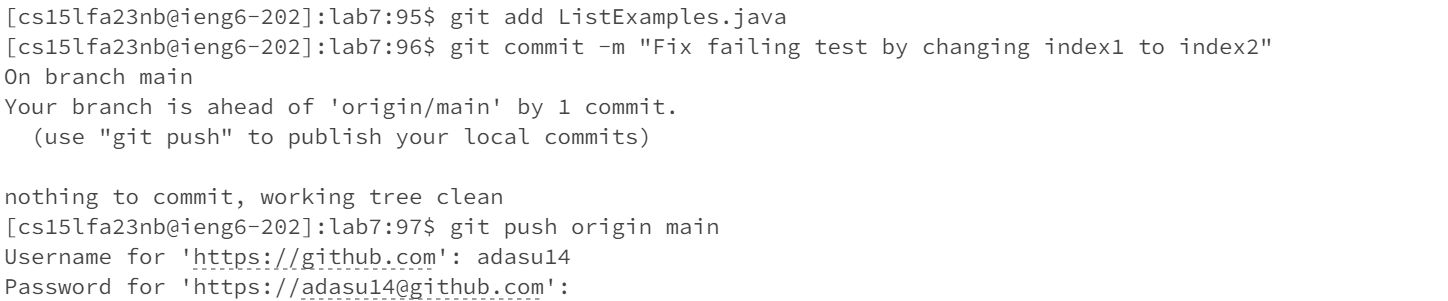 [cs15lfa23nb@ieng6-202]:lab7:95$ git add ListExamples.java
[cs15lfa23nb@ieng6-202]:lab7:96$ git commit -m "Fix failing test by changing index1 to index2"
On branch main
Your branch is ahead of 'origin/main' by 1 commit.
  (use "git push" to publish your local commits)

nothing to commit, working tree clean
[cs15lfa23nb@ieng6-202]:lab7:97$ git push origin main
Username for 'https://github.com': adasu14
Password for 'https://adasu14@github.com':